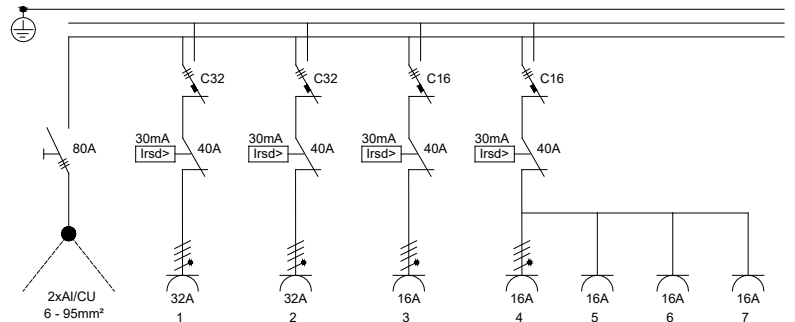 C32
C32
C16
C16
80A
30mA
Irsd>
40A
30mA
Irsd>
40A
30mA
Irsd>
40A
30mA
Irsd>
40A
2xAl/CU
6 - 95mm²
32A
1
32A
2
16A
3
16A
4
16A
5
16A
6
16A
7